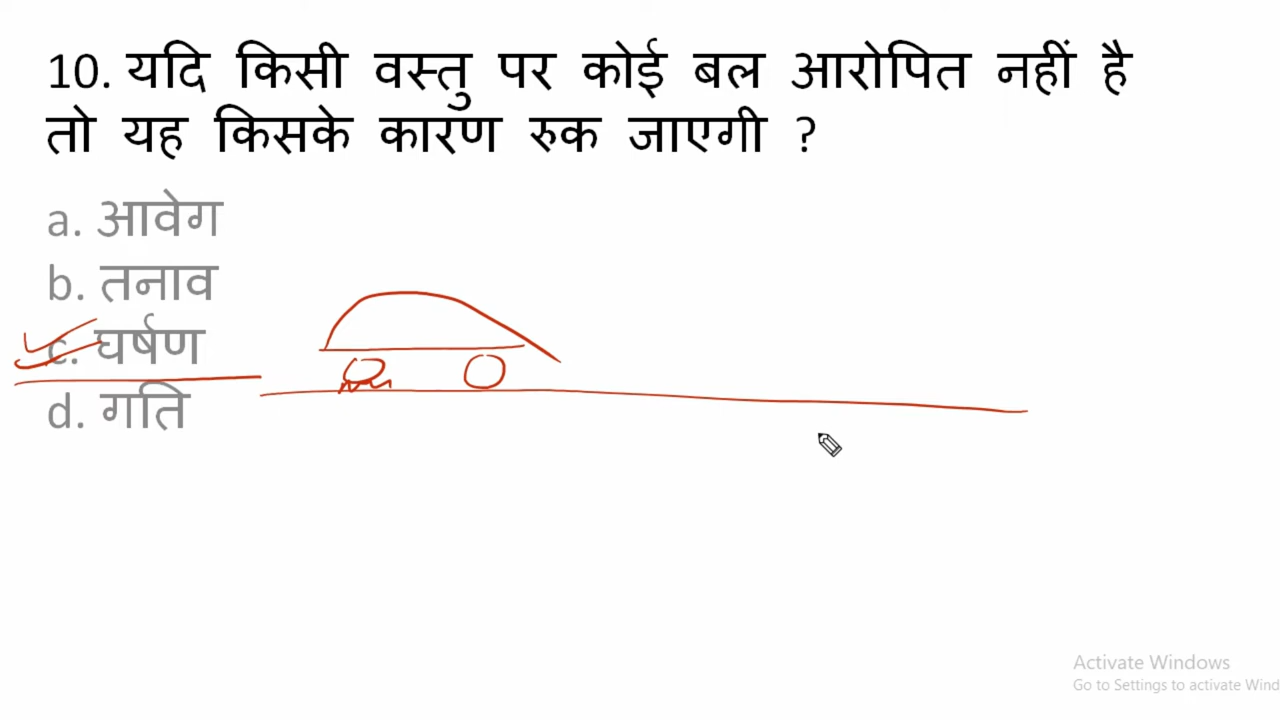 10. यदि किसी वस्तु पर कोई बल आरोपित नहीं है
तो यह किसके कारण रुक जाएगी ?
a. आवेग
b. तनाव
c. घर्षण
d. गति
Activate Windows
Go to Settings to activate Wind